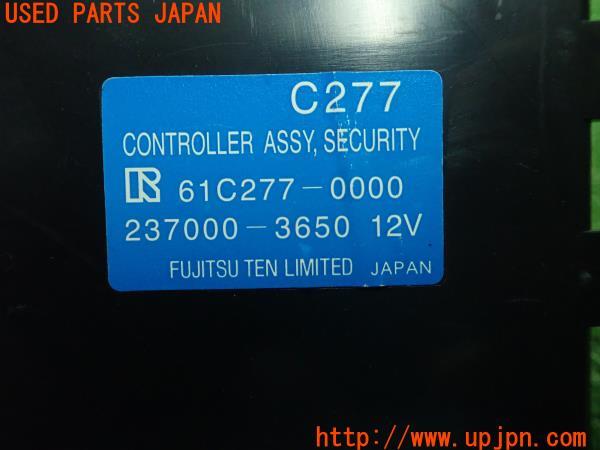 USED PARTS JAPAN
C277
CONTROLLER ASSY, SECURITY
61C277-0000
237000-3650 12V
FUJITSU TEN LIMITED JAPAN
http://www.upjpn.com